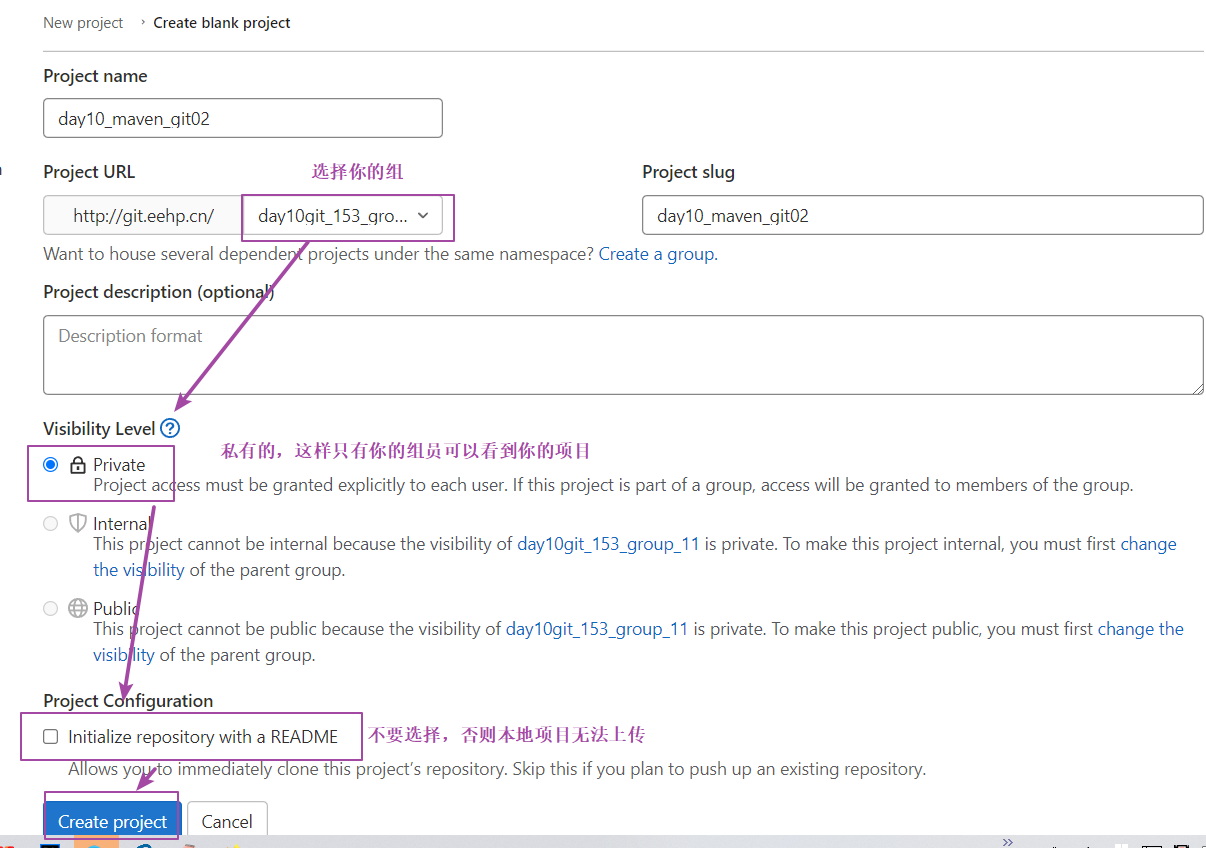 New project › Create blank project
Project name
day10_maven_git02
Project URL 选择你的组 Project slug
http://git.eehp.cn/ day10git_153_gro... day10_maven_git02
Want to house several dependent projects under the same namespace? Create a group.
Project description (optional)
Description format
Visibility Level
私有的，这样只有你的组员可以看到你的项目
Private
Project access must be granted explicitly to each user. If this project is part of a group, access will be granted to members of the group.
Internal
This project cannot be internal because the visibility of day10git_153_group_11 is private. To make this project internal, you must first change
the visibility of the parent group.
Public
This project cannot be public because the visibility of day10git_153_group_11 is private. To make this project public, you must first change the
visibility of the parent group.
Project Configuration
Initialize repository with a README 不要选择，否则本地项目无法上传
Allows you to immediately clone this project's repository. Skip this if you plan to push up an existing repository.
Create project Cancel